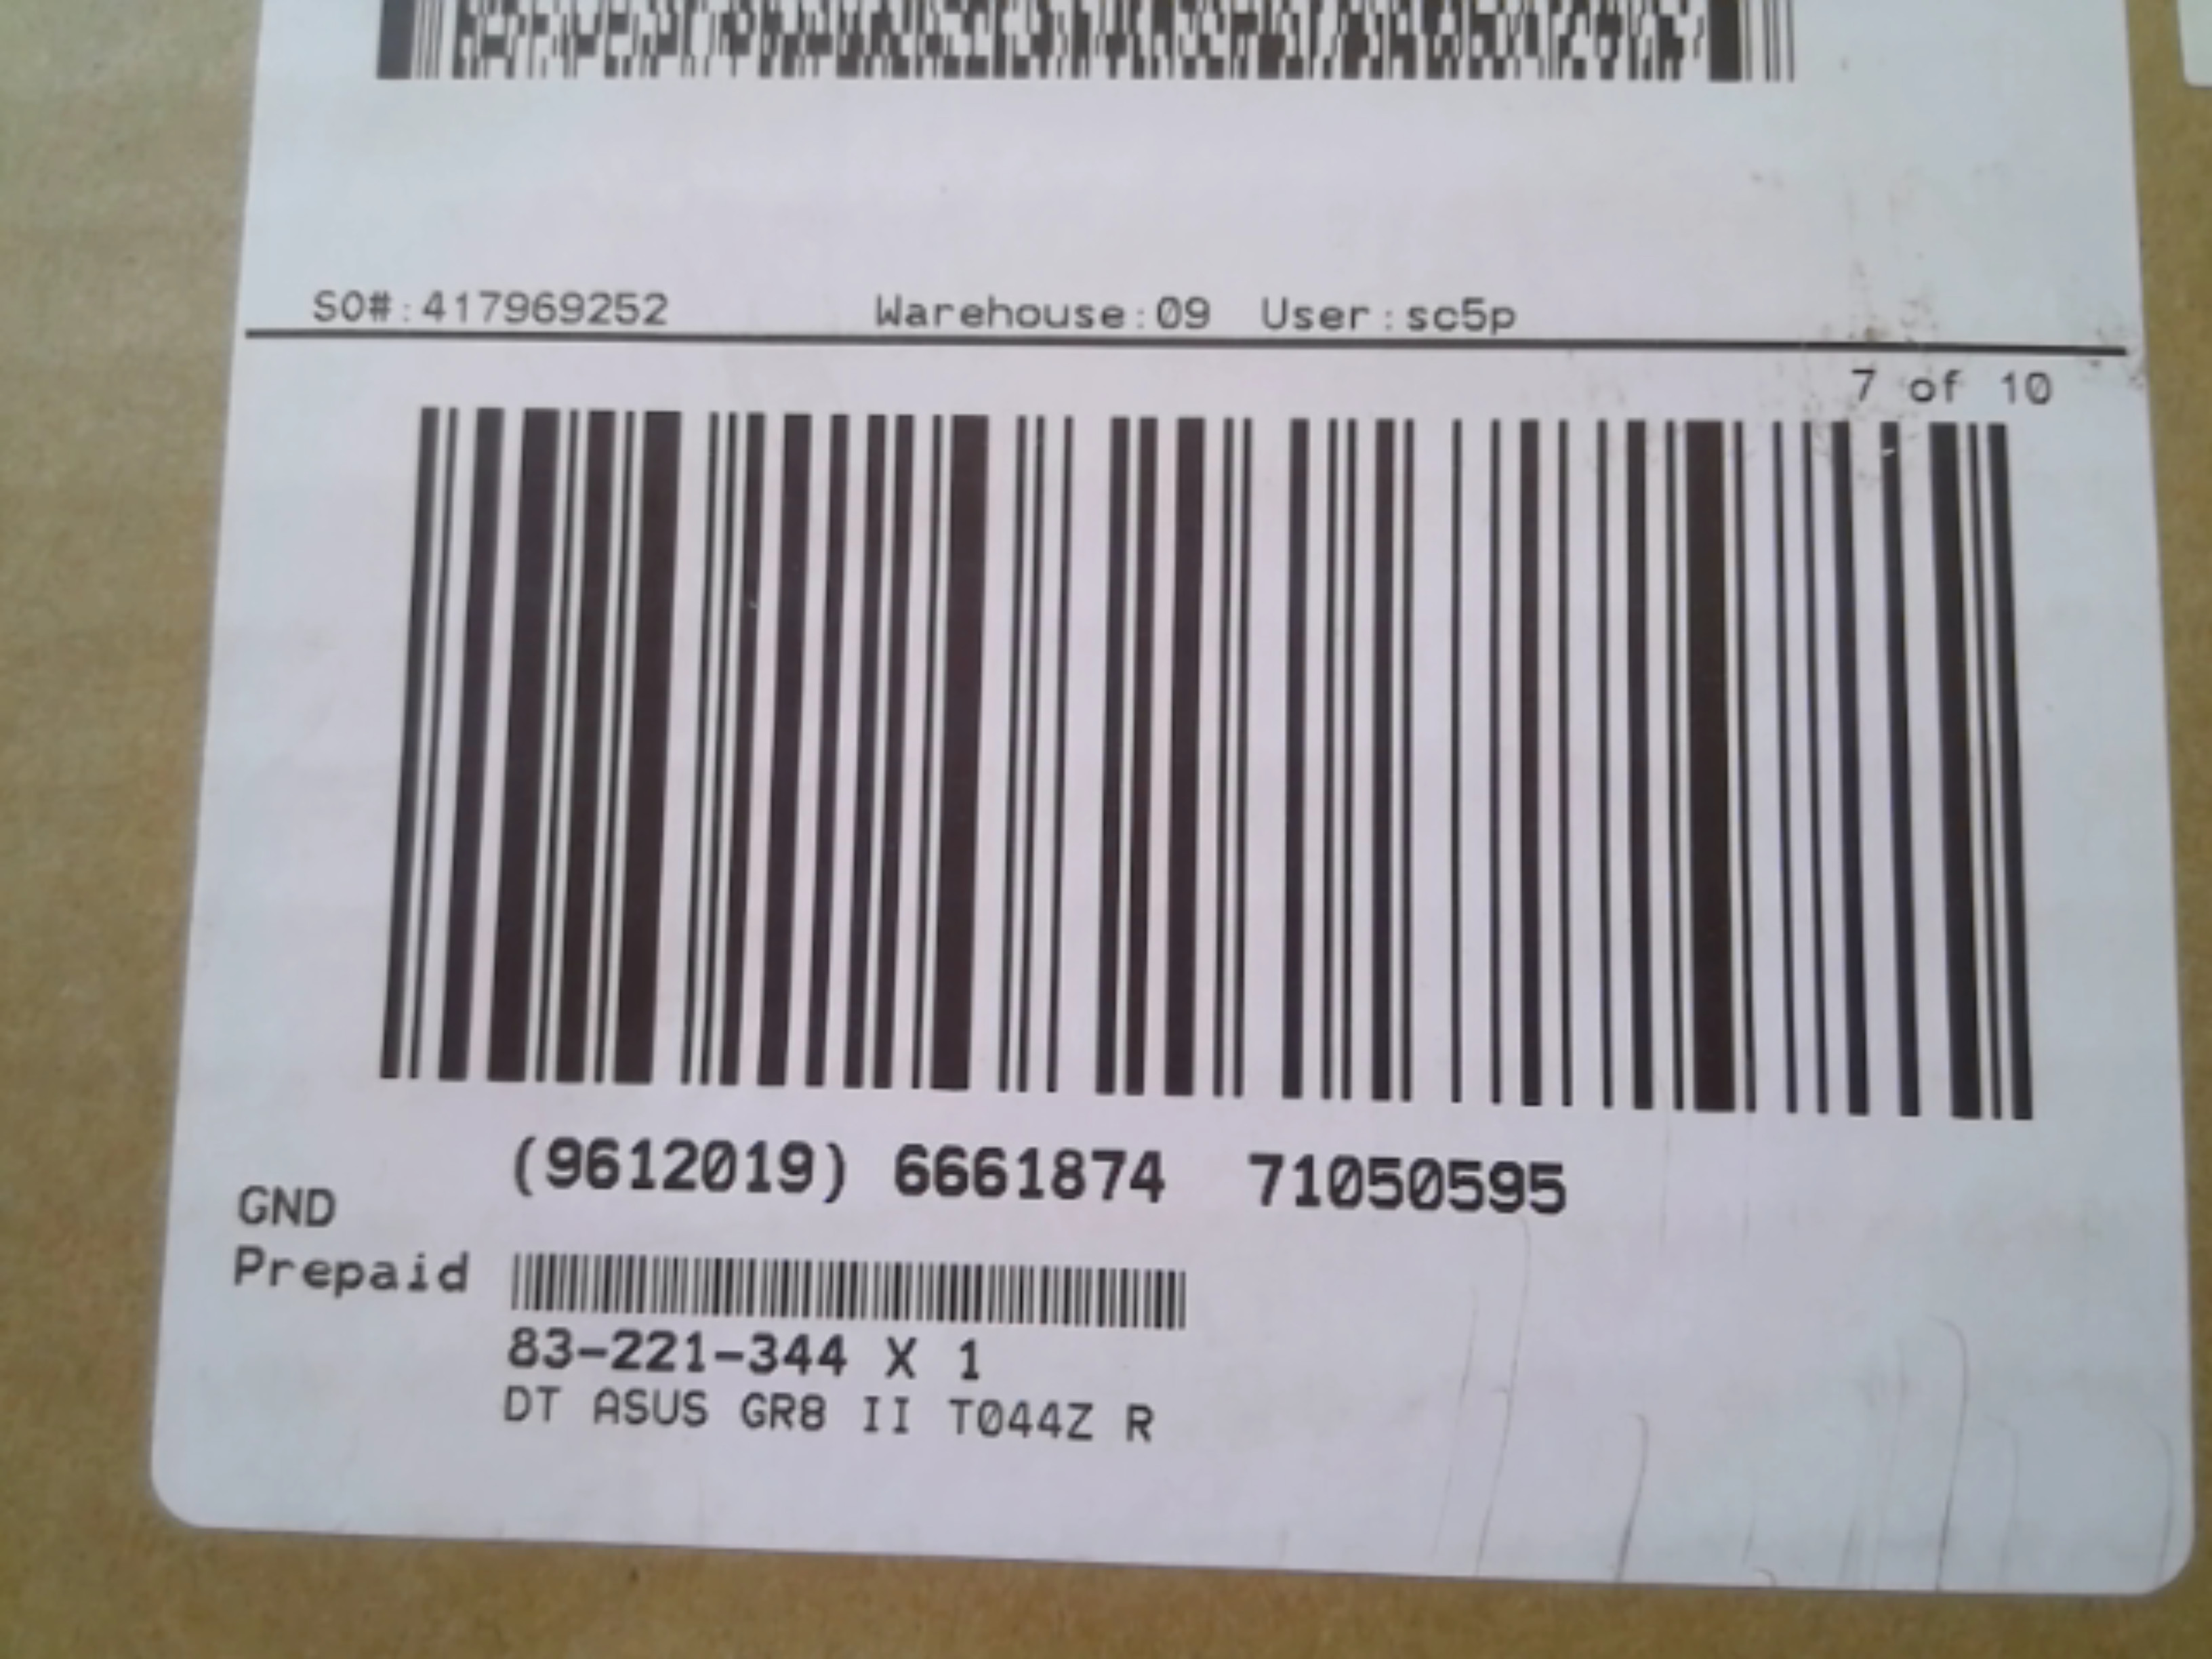 SO#:417969252 Warehouse:09 User:sc5p
7 of 10
(9612019) 6661874 71050595
GND
Prepaid
83-221-344 X 1
DT ASUS GR8 II T044Z R